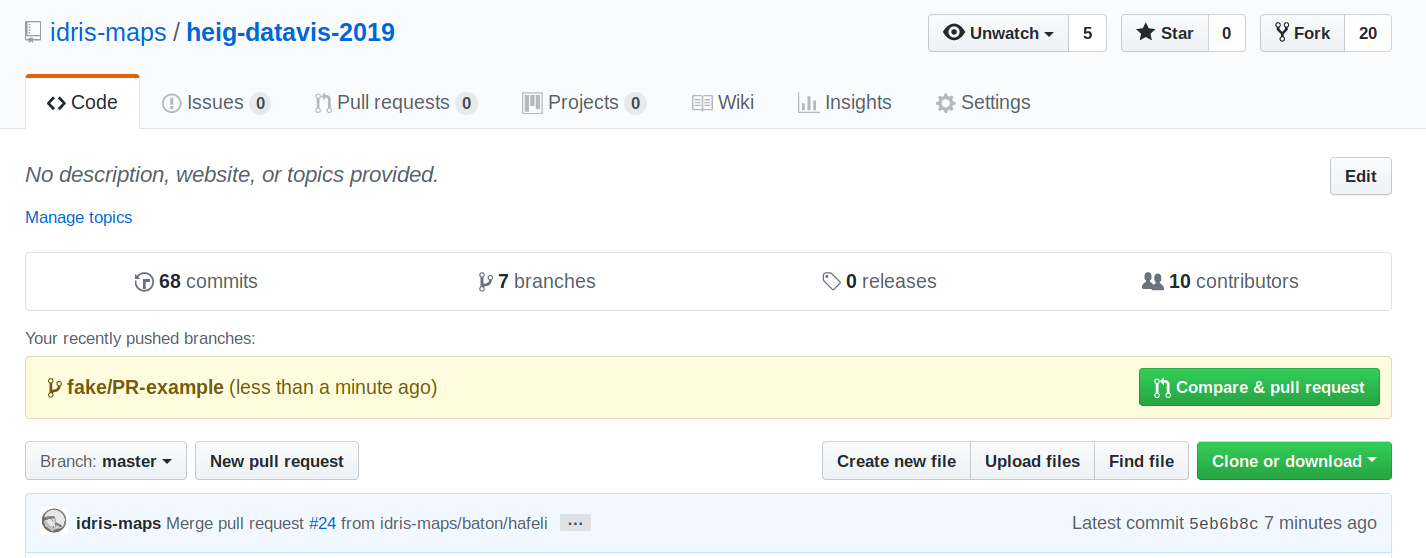 idris-maps / heig-datavis-2019 Unwatch 5 Star 0 Fork 20
Code Issues 0 Pull requests 0 Projects 0 Wiki Insights Settings
No description, website, or topics provided. Edit
Manage topics
68 commits 7 branches 0 releases 10 contributors
Your recently pushed branches:
fake/PR-example (less than a minute ago) Compare & pull request
Branch: master New pull request Create new file Upload files Find file Clone or download
idris-maps Merge pull request #24 from idris-maps/baton/hafeli ... Latest commit 5eb6b8c 7 minutes ago